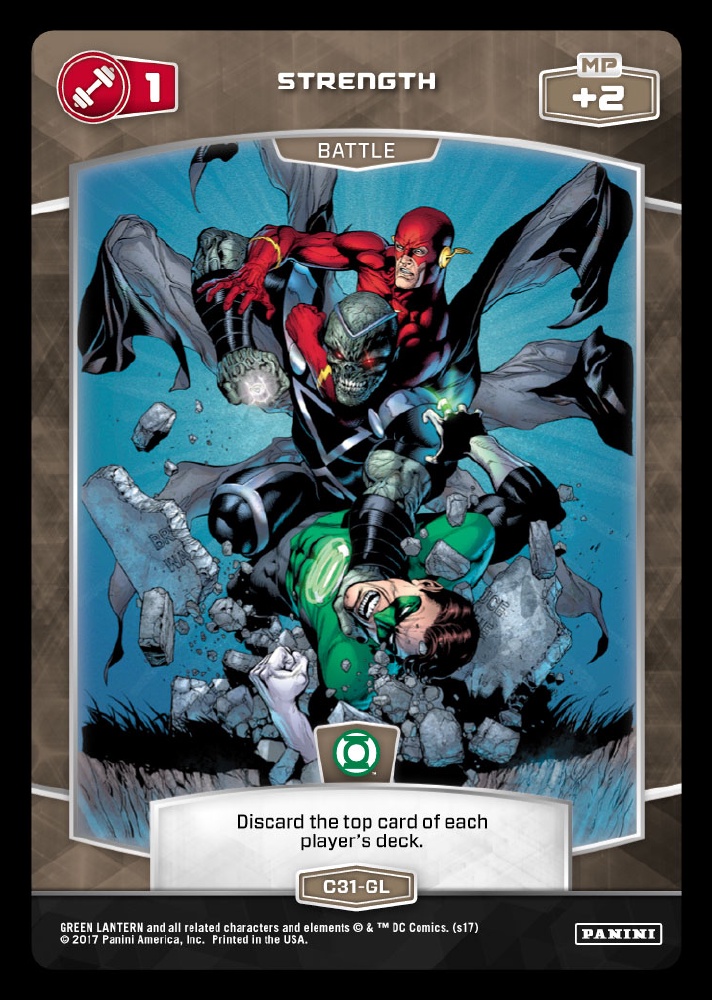 1
STRENGTH
MP
+2
BATTLE
Discard the top card of each
player's deck.
C31-GL
GREEN LANTERN and all related characters and elements © & ™ DC Comics. (s17)
© 2017 Panini America, Inc. Printed in the USA.
PANINI